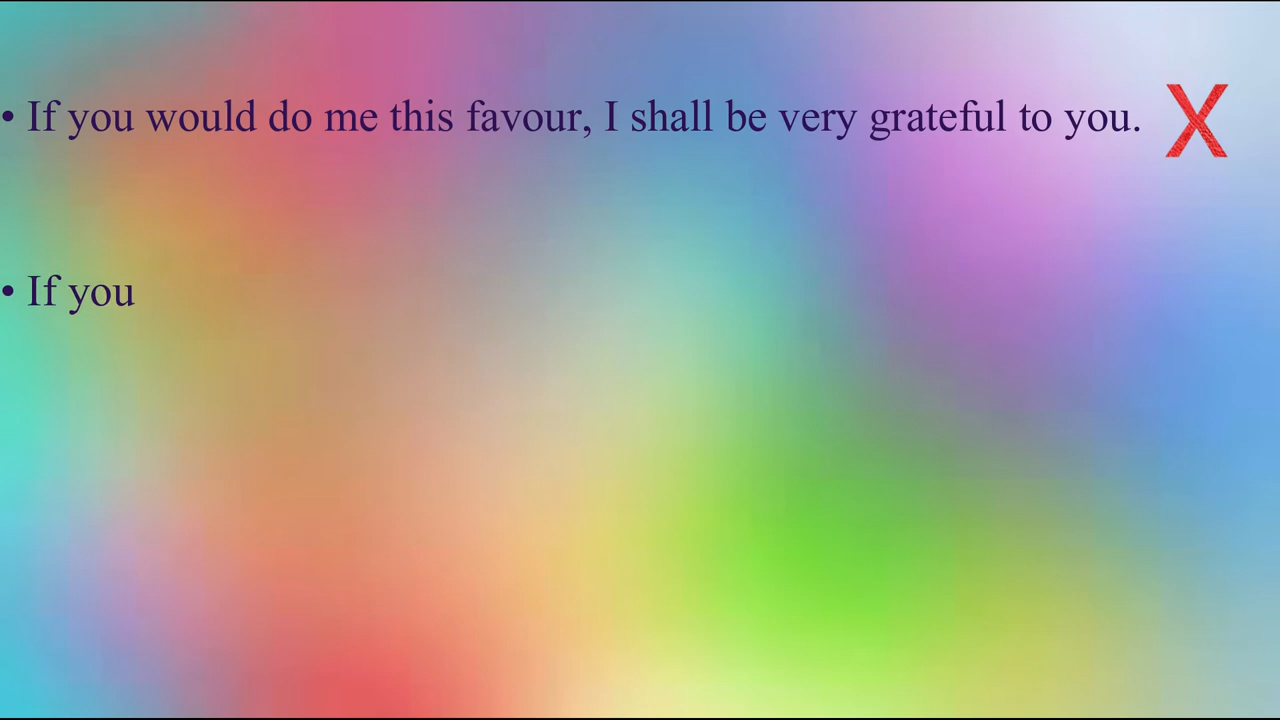 • If you would do me this favour, I shall be very grateful to you. X
• If you